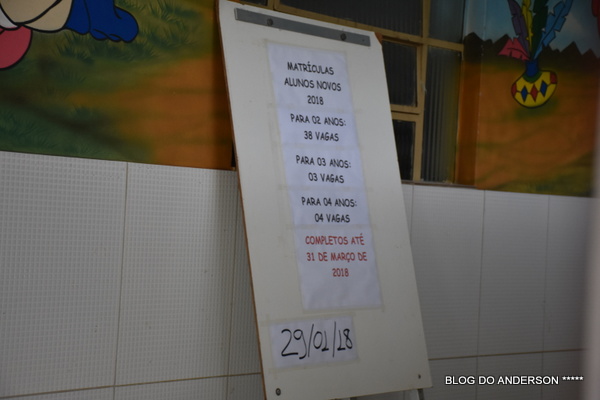 MATRÍCULAS
ALUNOS NOVOS
2018
PARA 02 ANOS:
38 VAGAS
PARA 03 ANOS:
03 VAGAS
PARA 04 ANOS:
04 VAGAS
COMPLETOS ATÉ
31 DE MARÇO DE
2018
29/01/18
BLOG DO ANDERSON *****